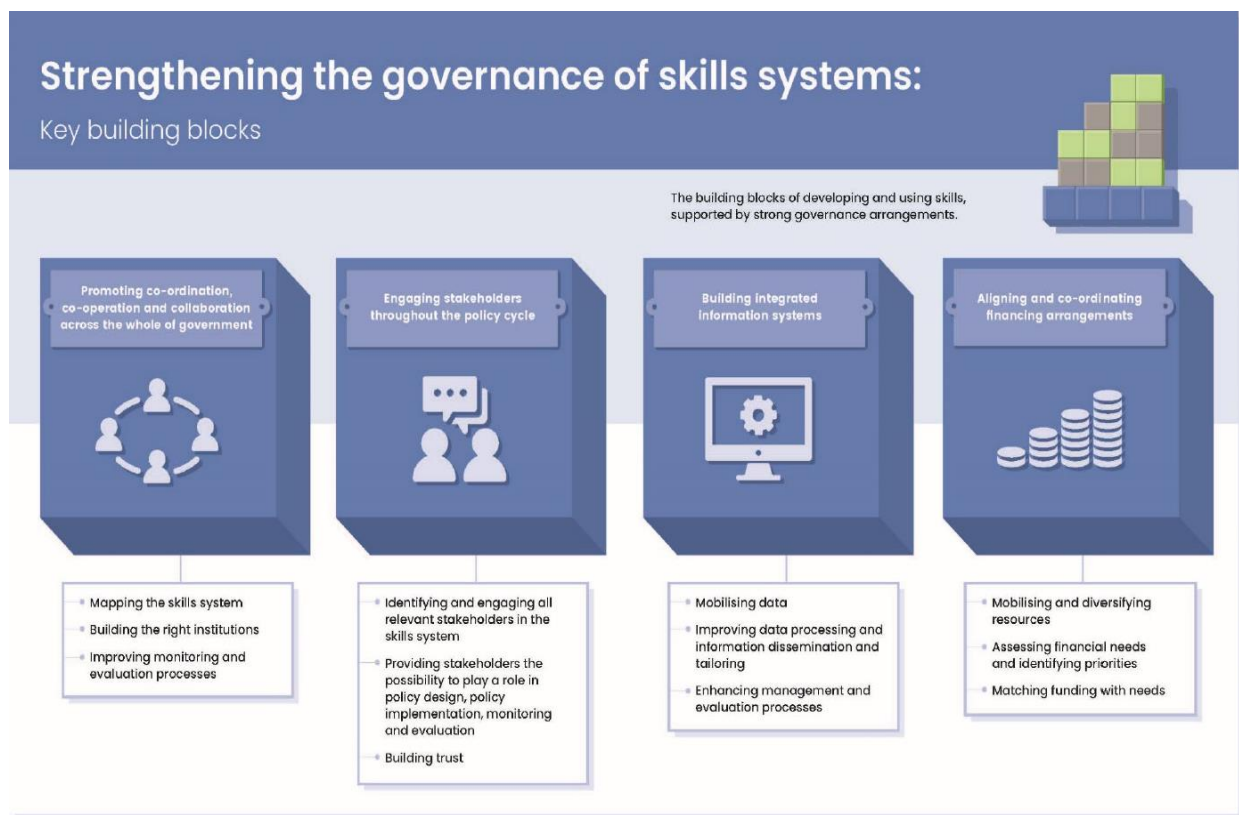 Strengthening the governance of skills systems:
Key building blocks
The building blocks of developing and using skills,
supported by strong governance arrangements.
Promoting co-ordination,
co-operation and collaboration
across the whole of government
Mapping the skills system
Building the right institutions
Improving monitoring and
evaluation processes
Engaging stakeholders
throughout the policy cycle
Identifying and engaging all
relevant stakeholders in the
skills system
Providing stakeholders the
possibility to play a role in
policy design, policy
implementation, monitoring
and evaluation
Building trust
Building integrated
information systems
Mobilising data
Improving data processing and
information dissemination and
tailoring
Enhancing management and
evaluation processes
Aligning and co-ordinating
financing arrangements
Mobilising and diversifying
resources
Assessing financial needs
and identifying priorities
Matching funding with needs